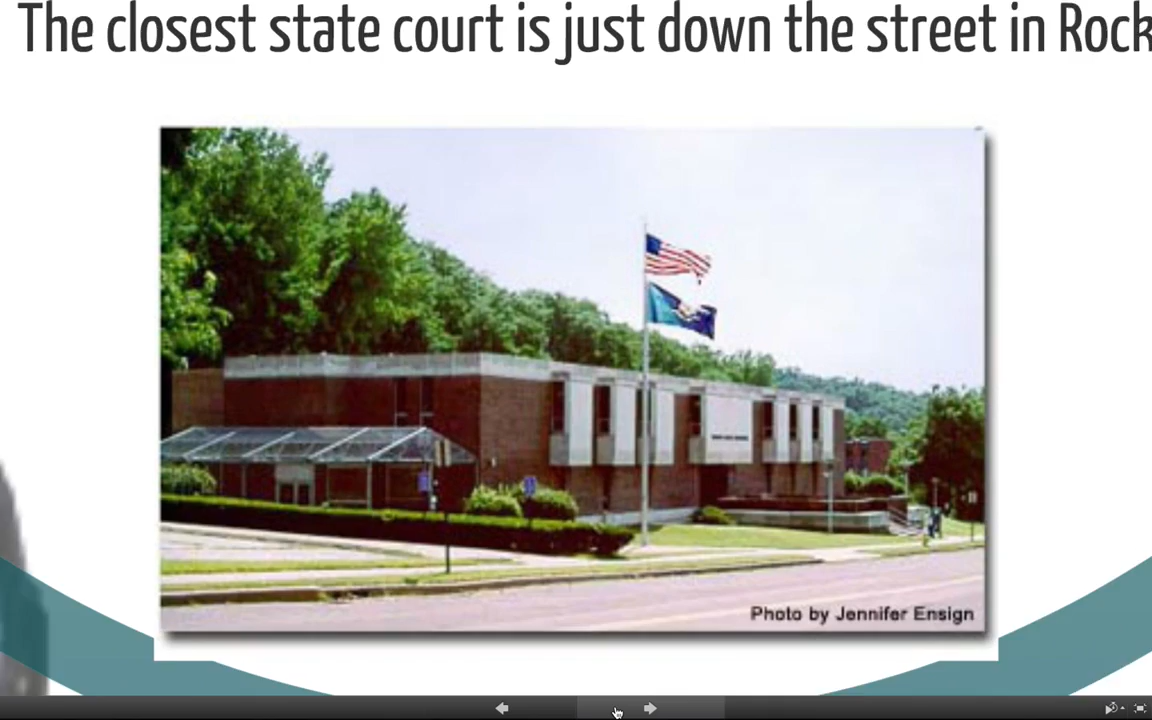 The closest state court is just down the street in Rock
Photo by Jennifer Ensign